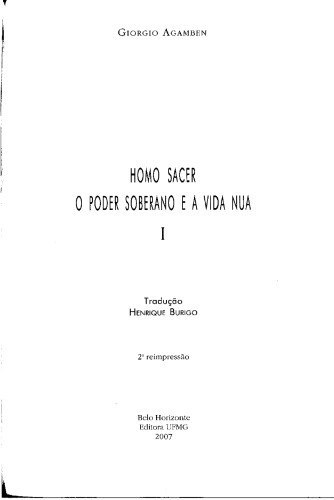 GIORGIO AGAMBEN
HOMO SACER
O PODER SOBERANO E A VIDA NUA
I
Tradução
HENRIQUE BURIGO
2ª reimpressão
Belo Horizonte
Editora UFMG
2007